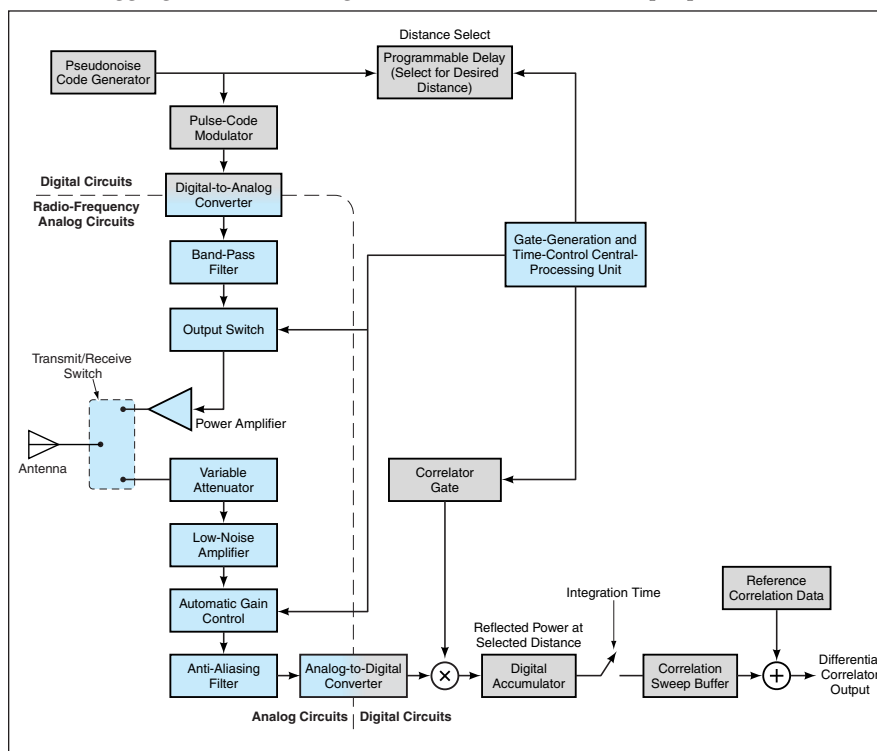 Distance Select
Pseudonoise
Code Generator
Programmable Delay
(Select for Desired
Distance)
Pulse-Code
Modulator
Digital Circuits
Radio-Frequency
Analog Circuits
Digital-to-Analog
Converter
Band-Pass
Filter
Gate-Generation and
Time-Control Central-
Processing Unit
Output Switch
Transmit/Receive
Switch
Power Amplifier
Antenna
Variable
Attenuator
Correlator
Gate
Low-Noise
Amplifier
Automatic Gain
Control
Integration Time
Reference
Correlation Data
Reflected Power at
Selected Distance
Anti-Aliasing
Filter
Analog-to-Digital
Converter
×
Digital
Accumulator
Correlation
Sweep Buffer
+
Differential
Correlator
Output
Analog Circuits
Digital Circuits